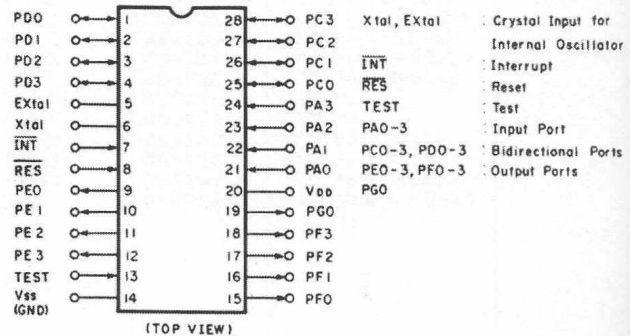 PD0 1 28 PC3 Xtal, EXtal : Crystal Input for
PD1 2 27 PC2 Internal Oscillator
PD2 3 26 PC1 INT : Interrupt
PD3 4 25 PC0 RES : Reset
EXtal 5 24 PA3 TEST : Test
Xtal 6 23 PA2 PA0-3 : Input Port
INT 7 22 PA1 PC0-3, PD0-3 : Bidirectional Ports
RES 8 21 PA0 PE0-3, PF0-3 : Output Ports
PE0 9 20 VDD PG0
PE1 10 19 PG0
PE2 11 18 PF3
PE3 12 17 PF2
TEST 13 16 PF1
Vss 14 15 PF0
(GND)
(TOP VIEW)